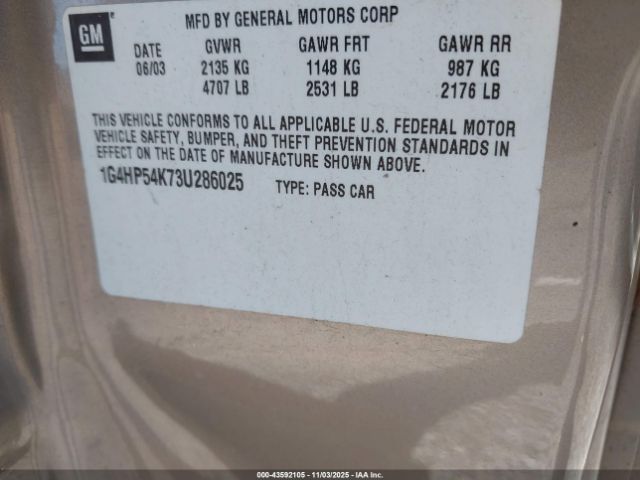 GM
MFD BY GENERAL MOTORS CORP
DATE GVWR GAWR FRT GAWR RR
06/03 2135 KG 1148 KG 987 KG
4707 LB 2531 LB 2176 LB
THIS VEHICLE CONFORMS TO ALL APPLICABLE U.S. FEDERAL MOTOR
VEHICLE SAFETY, BUMPER, AND THEFT PREVENTION STANDARDS IN
EFFECT ON THE DATE OF MANUFACTURE SHOWN ABOVE.
1G4HP54K73U286025 TYPE: PASS CAR
000-43592105 - 11/03/2025 - IAA Inc.